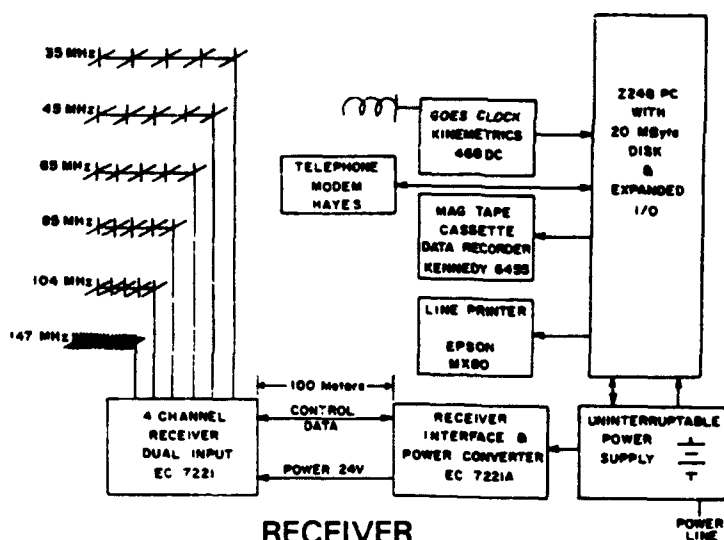 35 MHz
45 MHz
65 MHz
85 MHz
104 MHz
147 MHz
GOES CLOCK
KINEMETRICS
468 DC
TELEPHONE
MODEM
HAYES
MAG TAPE
CASSETTE
DATA RECORDER
KENNEDY 6455
LINE PRINTER
EPSON
MX80
Z248 PC
WITH
20 MByte
DISK
&
EXPANDED
I/O
100 Meters
4 CHANNEL
RECEIVER
DUAL INPUT
EC 7221
CONTROL
DATA
POWER 24V
RECEIVER
INTERFACE &
POWER CONVERTER
EC 7221A
UNINTERRUPTABLE
POWER
SUPPLY
POWER
LINE
RECEIVER